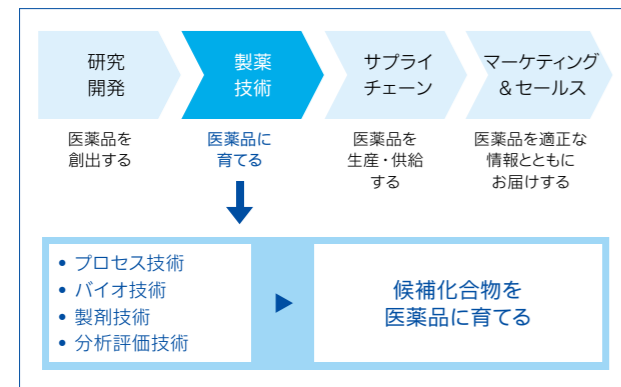 研究
開発
製薬
技術
サプライ
チェーン
マーケティング
&セールス
医薬品を
創出する
医薬品に
育てる
医薬品を
生産・供給
する
医薬品を適正な
情報とともに
お届けする
• プロセス技術
• バイオ技術
• 製剤技術
• 分析評価技術
候補化合物を
医薬品に育てる